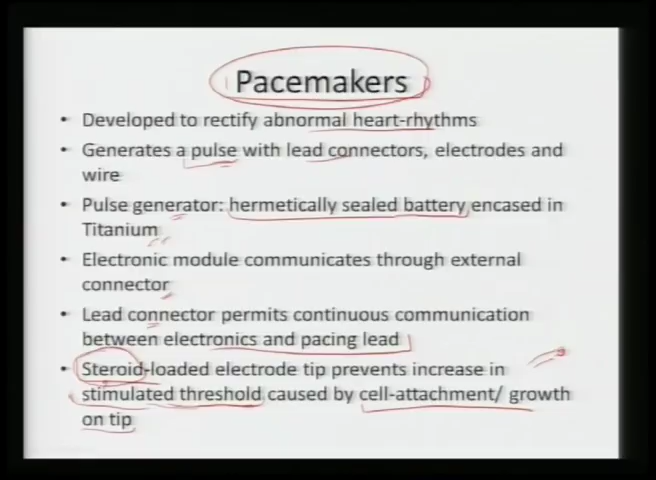 Pacemakers
• Developed to rectify abnormal heart-rhythms
• Generates a pulse with lead connectors, electrodes and
wire
• Pulse generator: hermetically sealed battery encased in
Titanium
• Electronic module communicates through external
connector
• Lead connector permits continuous communication
between electronics and pacing lead
• Steroid-loaded electrode tip prevents increase in
stimulated threshold caused by cell-attachment/ growth
on tip